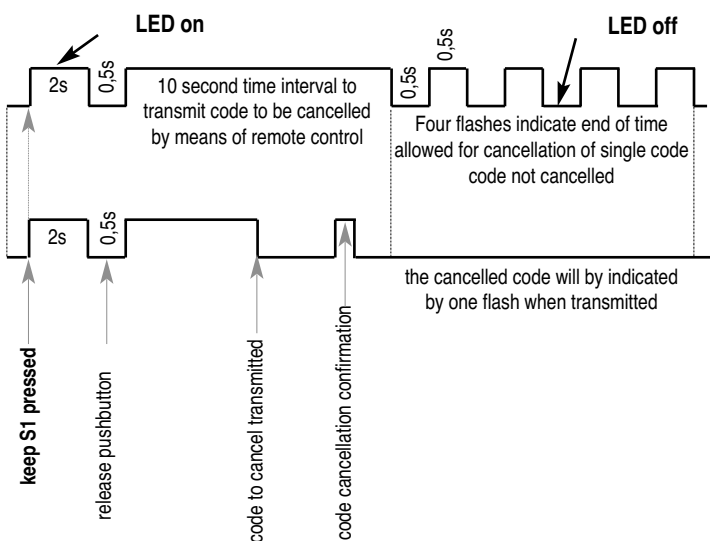 LED on
LED off
2s
0,5s
10 second time interval to
transmit code to be cancelled
by means of remote control
0,5s
0,5s
Four flashes indicate end of time
allowed for cancellation of single code
code not cancelled
2s
0,5s
the cancelled code will by indicated
by one flash when transmitted
keep S1 pressed
release pushbutton
code to cancel transmitted
code cancellation confirmation